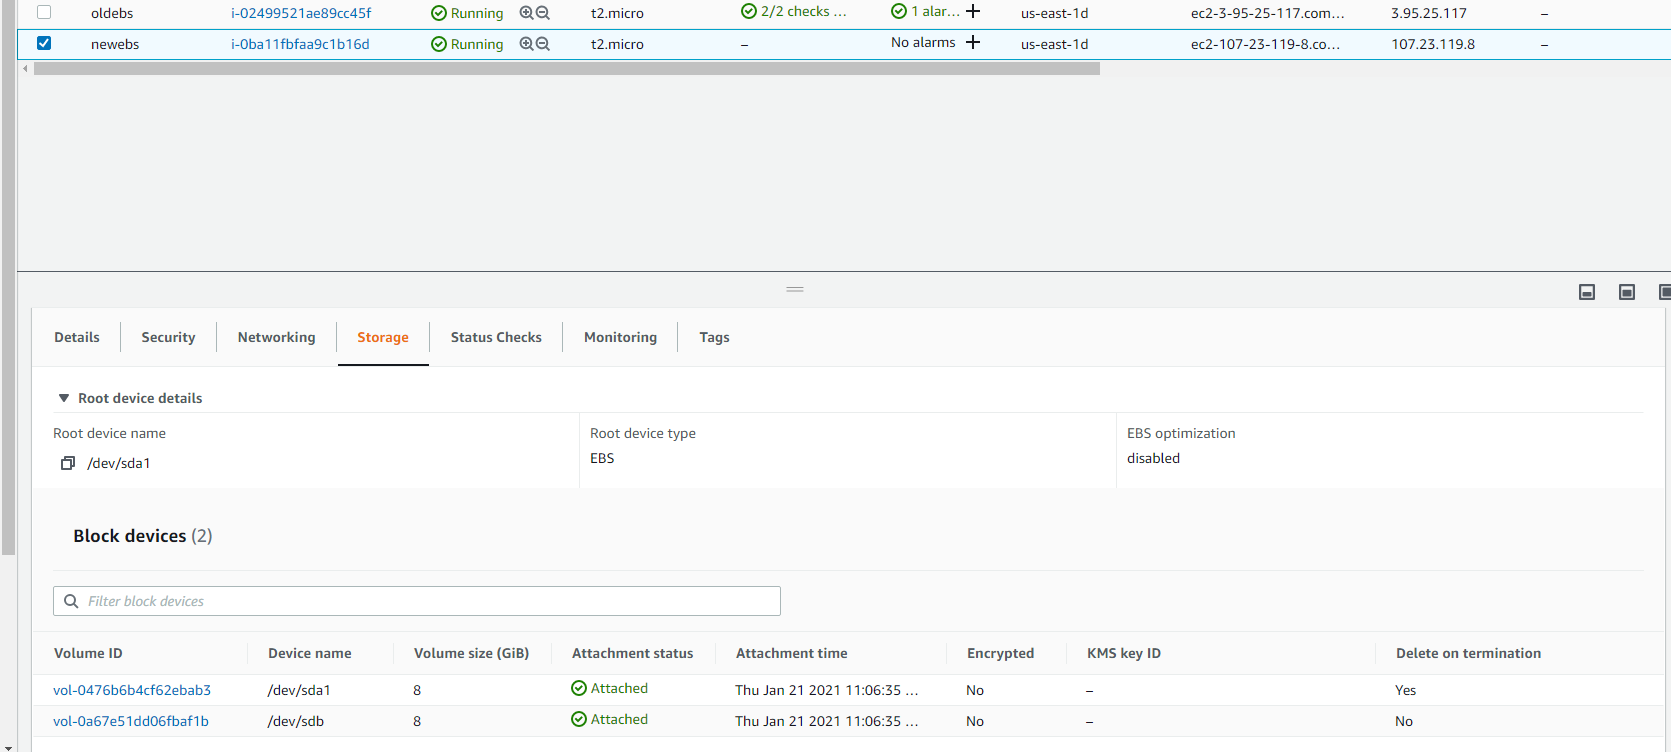 oldebs i-02499521ae89cc45f Running t2.micro 2/2 checks ... 1 alar... + us-east-1d ec2-3-95-25-117.com... 3.95.25.117 –
newebs i-0ba11fbfaa9c1b16d Running t2.micro – No alarms + us-east-1d ec2-107-23-119-8.co... 107.23.119.8 –
Details Security Networking Storage Status Checks Monitoring Tags
Root device details
Root device name Root device type EBS optimization
/dev/sda1 EBS disabled
Block devices (2)
Filter block devices
Volume ID Device name Volume size (GiB) Attachment status Attachment time Encrypted KMS key ID Delete on termination
vol-0476b6b4cf62ebab3 /dev/sda1 8 Attached Thu Jan 21 2021 11:06:35 ... No – Yes
vol-0a67e51dd06fbaf1b /dev/sdb 8 Attached Thu Jan 21 2021 11:06:35 ... No – No